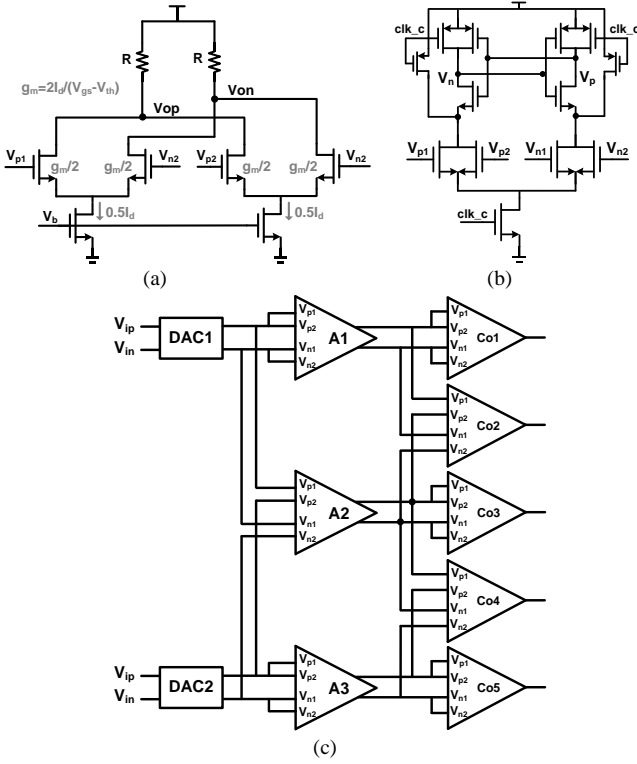 R
R
g_m=2I_d/(V_gs-V_th)
Vop
Von
V_p1
g_m/2
g_m/2
V_n2
V_p2
g_m/2
g_m/2
V_n2
V_b
0.5I_d
0.5I_d
(a)
clk_c
clk_c
V_n
V_p
V_p1
V_p2
V_n1
V_n2
clk_c
(b)
V_ip
V_in
DAC1
V_p1
V_p2
V_n1
V_n2
A1
V_p1
V_p2
V_n1
V_n2
Co1
V_p1
V_p2
V_n1
V_n2
Co2
V_p1
V_p2
V_n1
V_n2
A2
V_p1
V_p2
V_n1
V_n2
Co3
V_p1
V_p2
V_n1
V_n2
Co4
V_ip
V_in
DAC2
V_p1
V_p2
V_n1
V_n2
A3
V_p1
V_p2
V_n1
V_n2
Co5
(c)